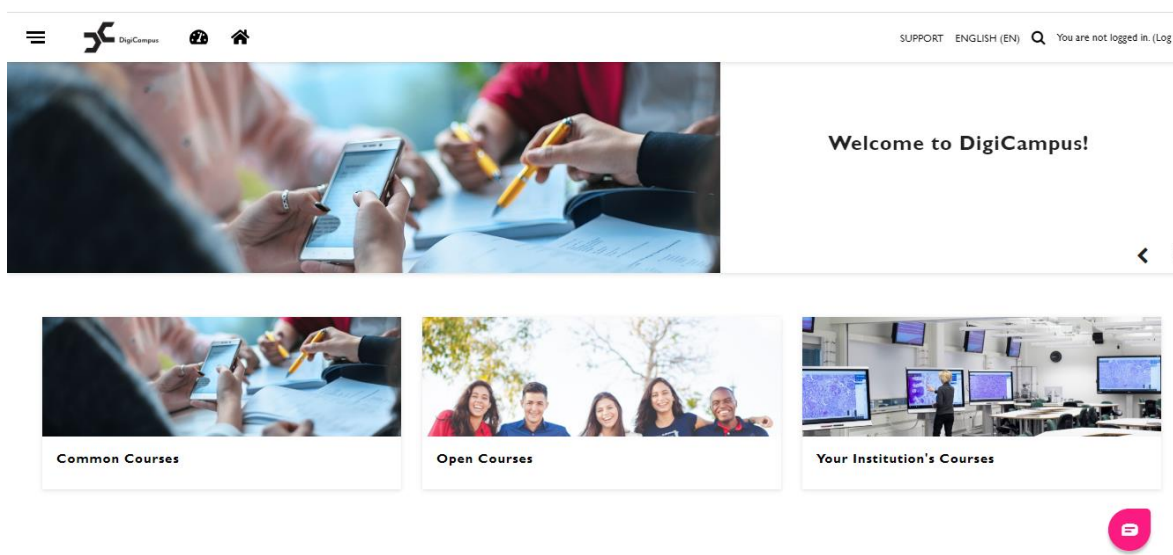 DigiCampus
SUPPORT ENGLISH (EN) You are not logged in. (Log
Welcome to DigiCampus!
Common Courses
Open Courses
Your Institution's Courses